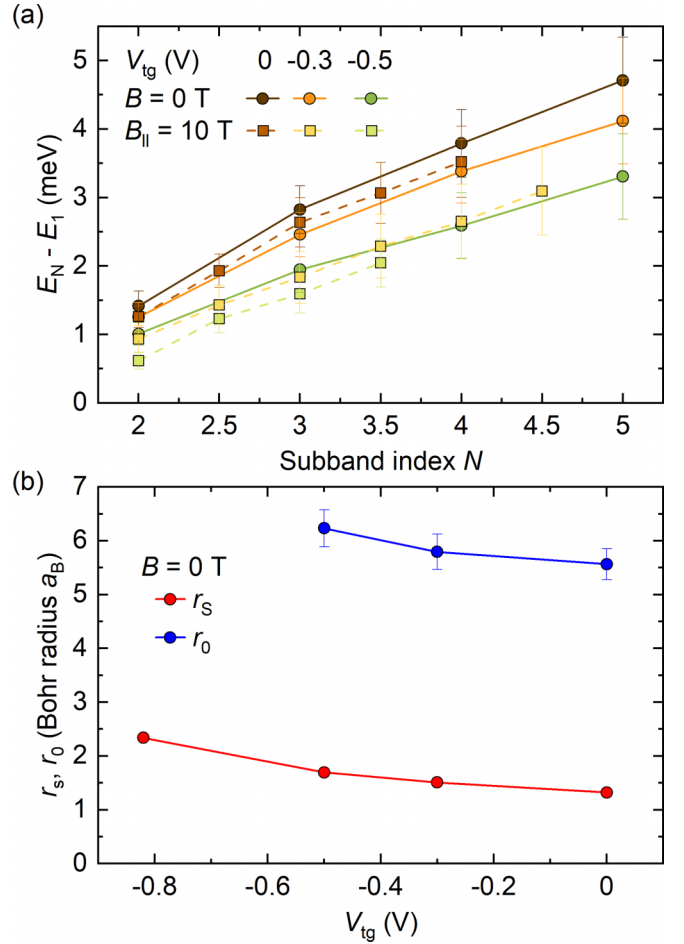 (a)
V_tg (V) 0 -0.3 -0.5
B = 0 T
B_II = 10 T
E_N - E_1 (meV)
5
4
3
2
1
0
2 2.5 3 3.5 4 4.5 5
Subband index N
(b)
B = 0 T
r_S
r_0
r_s, r_0 (Bohr radius a_B)
7
6
5
4
3
2
1
0
-0.8 -0.6 -0.4 -0.2 0
V_tg (V)